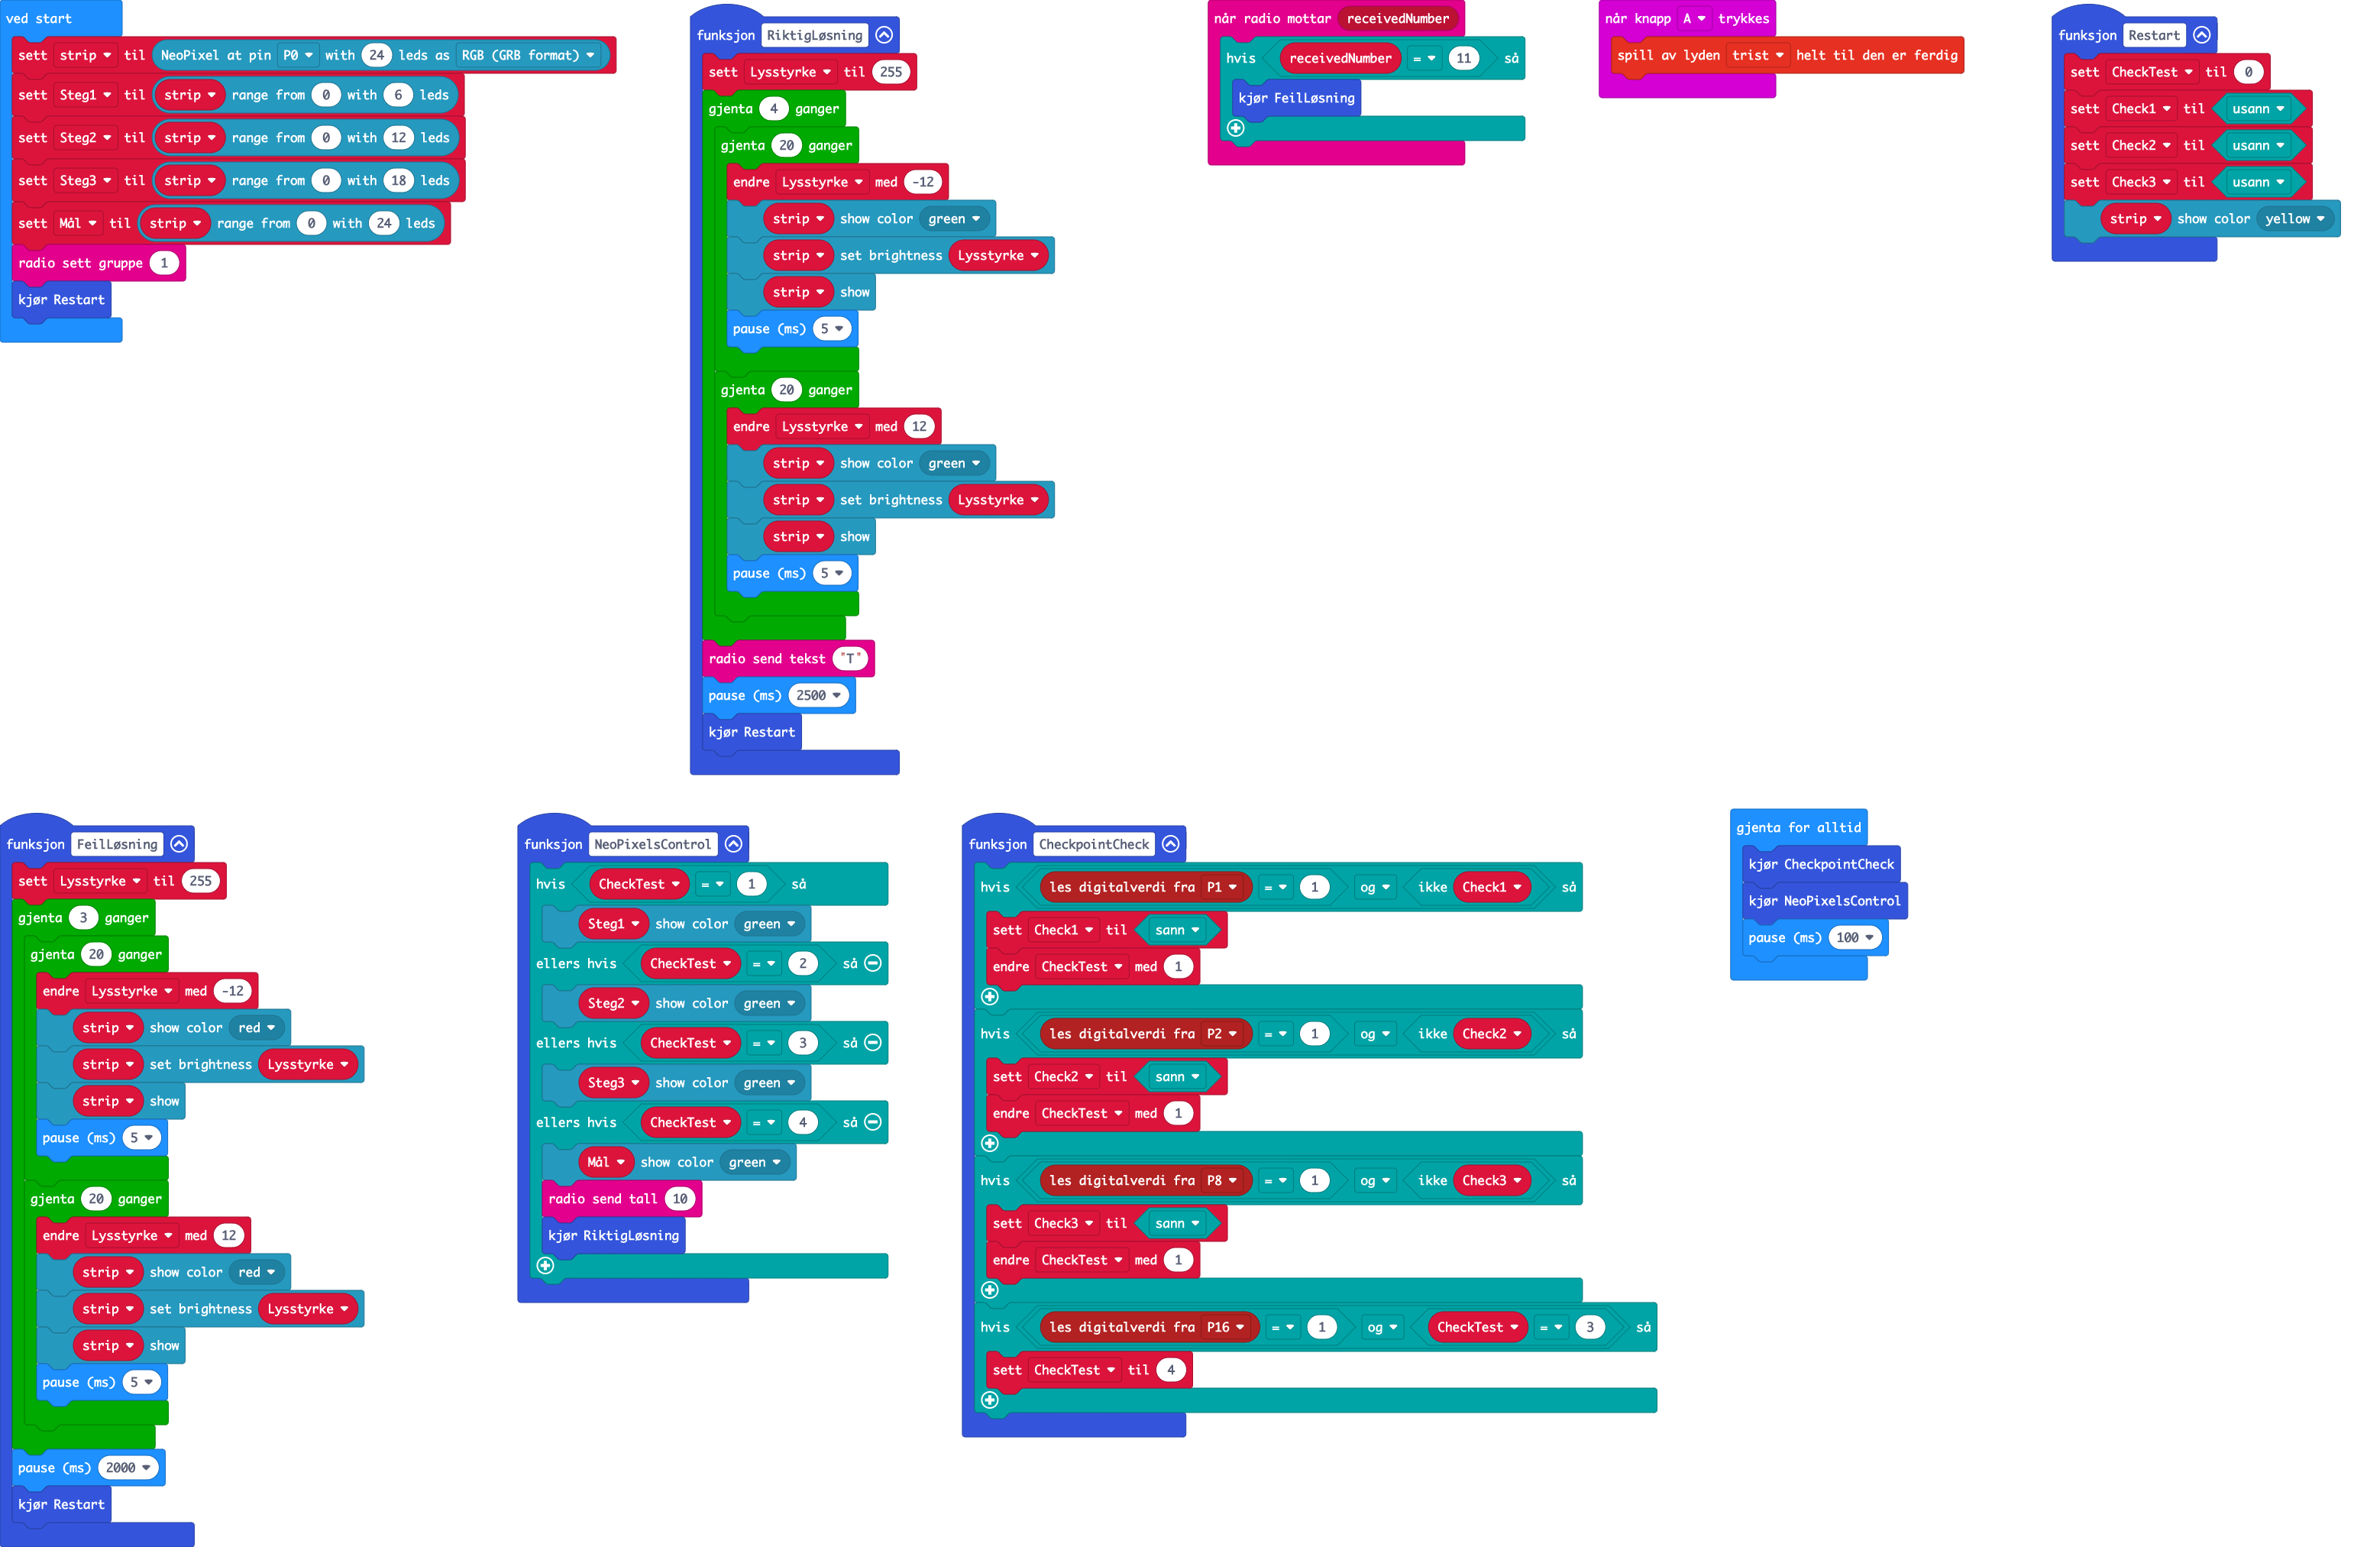 ved start
sett strip til NeoPixel at pin P0 with 24 leds as RGB (GRB format)
sett Steg1 til strip range from 0 with 6 leds
sett Steg2 til strip range from 0 with 12 leds
sett Steg3 til strip range from 0 with 18 leds
sett Mål til strip range from 0 with 24 leds
radio sett gruppe 1
kjør Restart
funksjon RiktigLøsning
sett Lysstyrke til 255
gjenta 4 ganger
gjenta 20 ganger
endre Lysstyrke med -12
strip show color green
strip set brightness Lysstyrke
strip show
pause (ms) 5
gjenta 20 ganger
endre Lysstyrke med 12
strip show color green
strip set brightness Lysstyrke
strip show
pause (ms) 5
radio send tekst "T"
pause (ms) 2500
kjør Restart
når radio mottar receivedNumber
hvis receivedNumber = 11 så
kjør FeilLøsning
når knapp A trykkes
spill av lyden trist helt til den er ferdig
funksjon Restart
sett CheckTest til 0
sett Check1 til usann
sett Check2 til usann
sett Check3 til usann
strip show color yellow
funksjon FeilLøsning
sett Lysstyrke til 255
gjenta 3 ganger
gjenta 20 ganger
endre Lysstyrke med -12
strip show color red
strip set brightness Lysstyrke
strip show
pause (ms) 5
gjenta 20 ganger
endre Lysstyrke med 12
strip show color red
strip set brightness Lysstyrke
strip show
pause (ms) 5
pause (ms) 2000
kjør Restart
funksjon NeoPixelsControl
hvis CheckTest = 1 så
Steg1 show color green
ellers hvis CheckTest = 2 så
Steg2 show color green
ellers hvis CheckTest = 3 så
Steg3 show color green
ellers hvis CheckTest = 4 så
Mål show color green
radio send tall 10
kjør RiktigLøsning
funksjon CheckpointCheck
hvis les digitalverdi fra P1 = 1 og ikke Check1 så
sett Check1 til sann
endre CheckTest med 1
hvis les digitalverdi fra P2 = 1 og ikke Check2 så
sett Check2 til sann
endre CheckTest med 1
hvis les digitalverdi fra P8 = 1 og ikke Check3 så
sett Check3 til sann
endre CheckTest med 1
hvis les digitalverdi fra P16 = 1 og CheckTest = 3 så
sett CheckTest til 4
gjenta for alltid
kjør CheckpointCheck
kjør NeoPixelsControl
pause (ms) 100